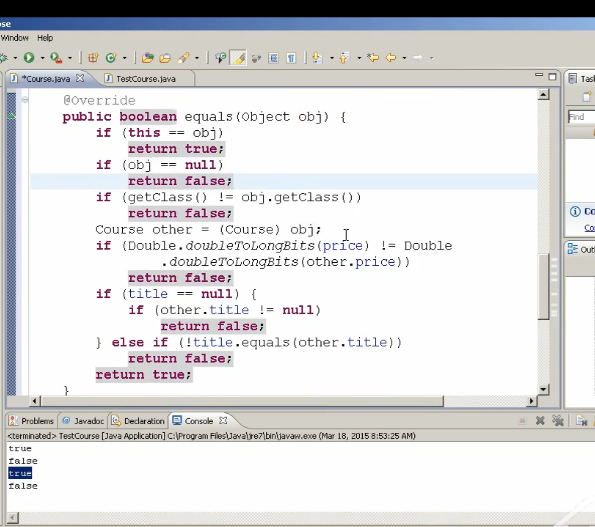 ose
Window Help
*Course.java TestCourse.java
Task
Find
@Override
public boolean equals(Object obj) {
if (this == obj)
return true;
if (obj == null)
return false;
if (getClass() != obj.getClass())
return false;
Course other = (Course) obj;
if (Double.doubleToLongBits(price) != Double
.doubleToLongBits(other.price))
return false;
if (title == null) {
if (other.title != null)
return false;
} else if (!title.equals(other.title))
return false;
return true;
}
Co
Co
Outl
Problems Javadoc Declaration Console
<terminated> TestCourse [Java Application] C:\Program Files\Java\jre7\bin\javaw.exe (Mar 18, 2015 8:53:25 AM)
true
false
true
false